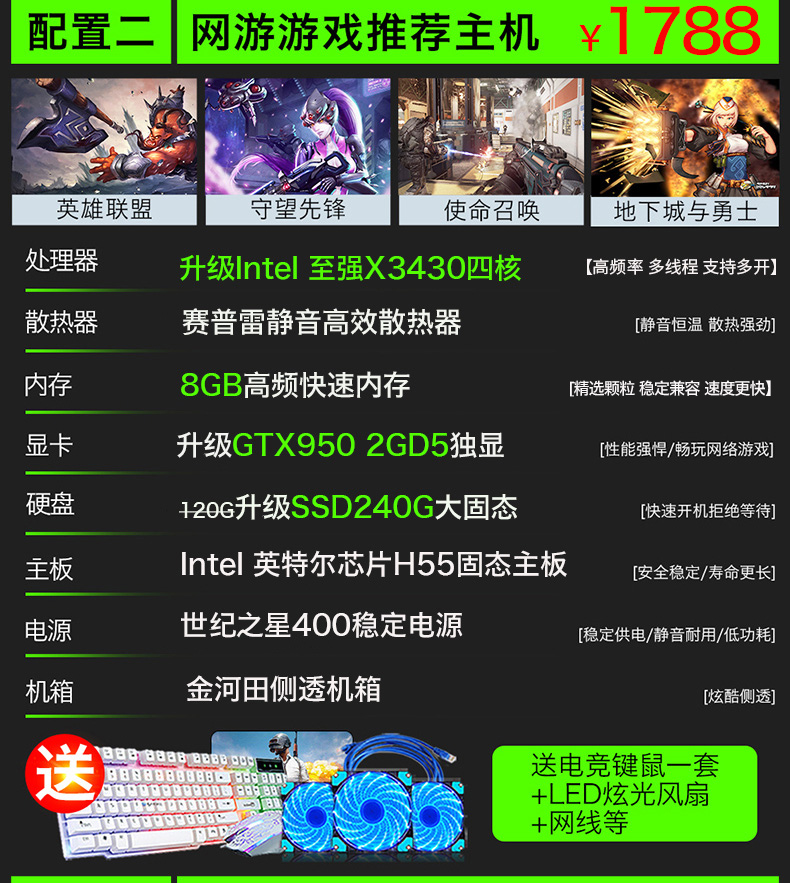 配置二 网游游戏推荐主机 ¥1788
英雄联盟 守望先锋 使命召唤 地下城与勇士
处理器 升级Intel 至强X3430四核 【高频率 多线程 支持多开】
散热器 赛普雷静音高效散热器 [静音恒温 散热强劲]
内存 8GB高频快速内存 [精选颗粒 稳定兼容 速度更快】
显卡 升级GTX950 2GD5独显 [性能强悍/畅玩网络游戏]
硬盘 120G升级SSD240G大固态 [快速开机拒绝等待]
主板 Intel 英特尔芯片H55固态主板 [安全稳定/寿命更长]
电源 世纪之星400稳定电源 [稳定供电/静音耐用/低功耗]
机箱 金河田侧透机箱 [炫酷侧透]
送
送电竞键鼠一套
+LED炫光风扇
+网线等